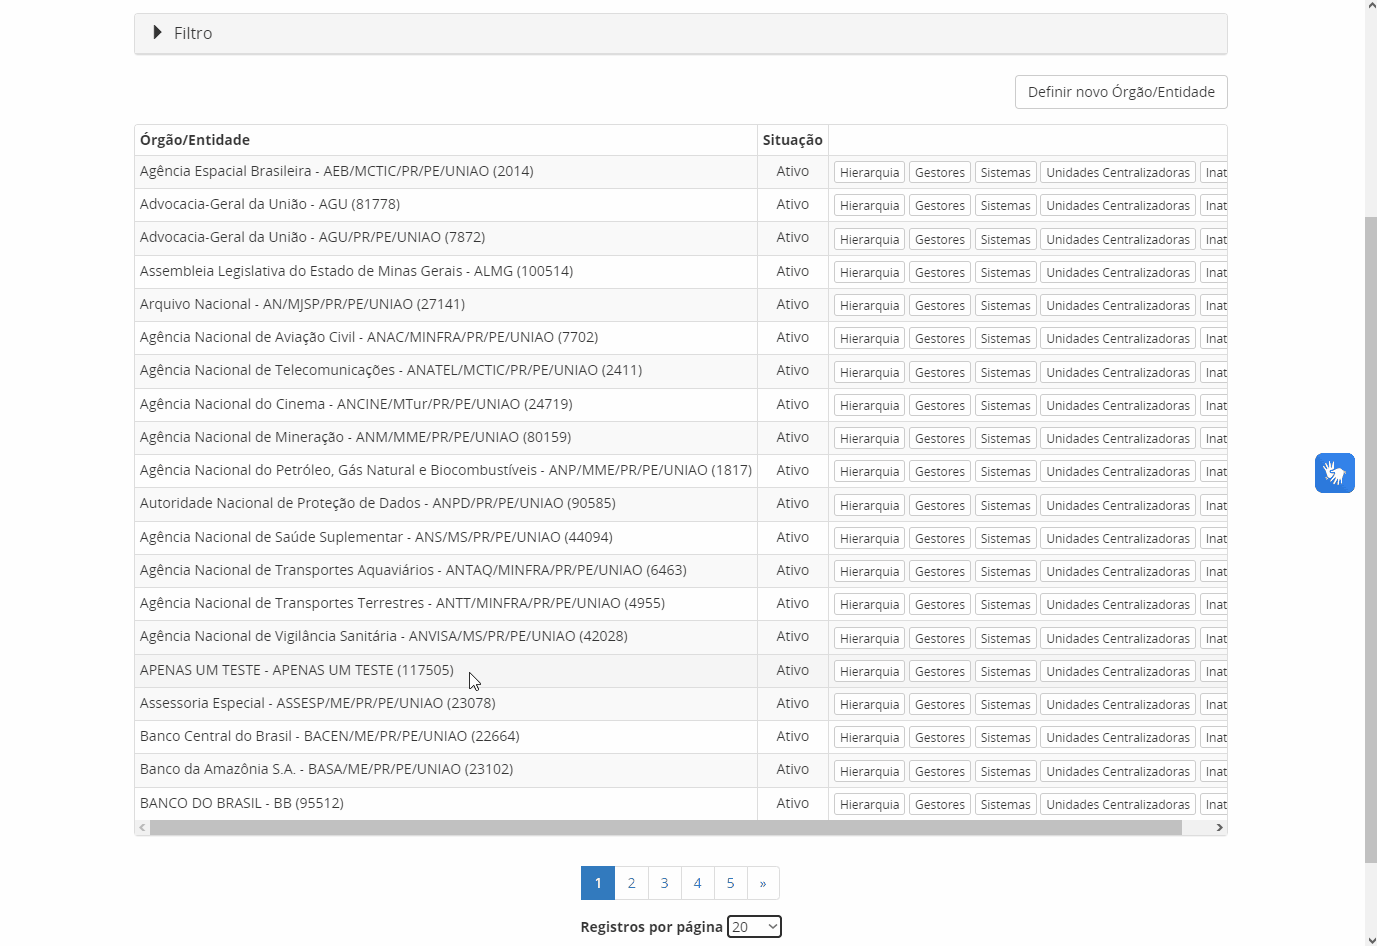 Filtro
Definir novo Órgão/Entidade
Órgão/Entidade Situação
Agência Espacial Brasileira - AEB/MCTIC/PR/PE/UNIAO (2014) Ativo Hierarquia Gestores Sistemas Unidades Centralizadoras Inat
Advocacia-Geral da União - AGU (81778) Ativo Hierarquia Gestores Sistemas Unidades Centralizadoras Inat
Advocacia-Geral da União - AGU/PR/PE/UNIAO (7872) Ativo Hierarquia Gestores Sistemas Unidades Centralizadoras Inat
Assembleia Legislativa do Estado de Minas Gerais - ALMG (100514) Ativo Hierarquia Gestores Sistemas Unidades Centralizadoras Inat
Arquivo Nacional - AN/MJSP/PR/PE/UNIAO (27141) Ativo Hierarquia Gestores Sistemas Unidades Centralizadoras Inat
Agência Nacional de Aviação Civil - ANAC/MINFRA/PR/PE/UNIAO (7702) Ativo Hierarquia Gestores Sistemas Unidades Centralizadoras Inat
Agência Nacional de Telecomunicações - ANATEL/MCTIC/PR/PE/UNIAO (2411) Ativo Hierarquia Gestores Sistemas Unidades Centralizadoras Inat
Agência Nacional do Cinema - ANCINE/MTur/PR/PE/UNIAO (24719) Ativo Hierarquia Gestores Sistemas Unidades Centralizadoras Inat
Agência Nacional de Mineração - ANM/MME/PR/PE/UNIAO (80159) Ativo Hierarquia Gestores Sistemas Unidades Centralizadoras Inat
Agência Nacional do Petróleo, Gás Natural e Biocombustíveis - ANP/MME/PR/PE/UNIAO (1817) Ativo Hierarquia Gestores Sistemas Unidades Centralizadoras Inat
Autoridade Nacional de Proteção de Dados - ANPD/PR/PE/UNIAO (90585) Ativo Hierarquia Gestores Sistemas Unidades Centralizadoras Inat
Agência Nacional de Saúde Suplementar - ANS/MS/PR/PE/UNIAO (44094) Ativo Hierarquia Gestores Sistemas Unidades Centralizadoras Inat
Agência Nacional de Transportes Aquaviários - ANTAQ/MINFRA/PR/PE/UNIAO (6463) Ativo Hierarquia Gestores Sistemas Unidades Centralizadoras Inat
Agência Nacional de Transportes Terrestres - ANTT/MINFRA/PR/PE/UNIAO (4955) Ativo Hierarquia Gestores Sistemas Unidades Centralizadoras Inat
Agência Nacional de Vigilância Sanitária - ANVISA/MS/PR/PE/UNIAO (42028) Ativo Hierarquia Gestores Sistemas Unidades Centralizadoras Inat
APENAS UM TESTE - APENAS UM TESTE (117505) Ativo Hierarquia Gestores Sistemas Unidades Centralizadoras Inat
Assessoria Especial - ASSESP/ME/PR/PE/UNIAO (23078) Ativo Hierarquia Gestores Sistemas Unidades Centralizadoras Inat
Banco Central do Brasil - BACEN/ME/PR/PE/UNIAO (22664) Ativo Hierarquia Gestores Sistemas Unidades Centralizadoras Inat
Banco da Amazônia S.A. - BASA/ME/PR/PE/UNIAO (23102) Ativo Hierarquia Gestores Sistemas Unidades Centralizadoras Inat
BANCO DO BRASIL - BB (95512) Ativo Hierarquia Gestores Sistemas Unidades Centralizadoras Inat
1 2 3 4 5 »
Registros por página 20